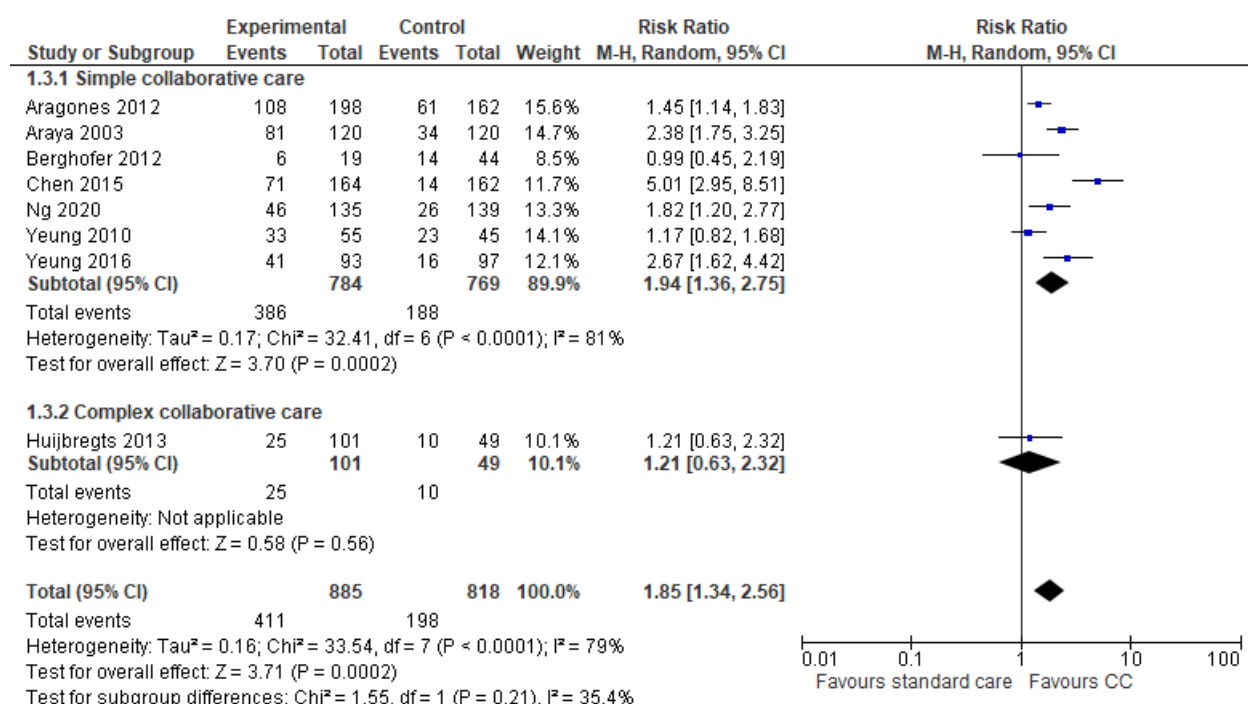 Experimental Control Risk Ratio Risk Ratio
Study or Subgroup Events Total Events Total Weight M-H, Random, 95% CI M-H, Random, 95% CI
1.3.1 Simple collaborative care
Aragones 2012 108 198 61 162 15.6% 1.45 [1.14, 1.83]
Araya 2003 81 120 34 120 14.7% 2.38 [1.75, 3.25]
Berghofer 2012 6 19 14 44 8.5% 0.99 [0.45, 2.19]
Chen 2015 71 164 14 162 11.7% 5.01 [2.95, 8.51]
Ng 2020 46 135 26 139 13.3% 1.82 [1.20, 2.77]
Yeung 2010 33 55 23 45 14.1% 1.17 [0.82, 1.68]
Yeung 2016 41 93 16 97 12.1% 2.67 [1.62, 4.42]
Subtotal (95% CI) 784 769 89.9% 1.94 [1.36, 2.75]
Total events 386 188
Heterogeneity: Tau² = 0.17; Chi² = 32.41, df = 6 (P < 0.0001); I² = 81%
Test for overall effect: Z = 3.70 (P = 0.0002)
1.3.2 Complex collaborative care
Huijbregts 2013 25 101 10 49 10.1% 1.21 [0.63, 2.32]
Subtotal (95% CI) 101 49 10.1% 1.21 [0.63, 2.32]
Total events 25 10
Heterogeneity: Not applicable
Test for overall effect: Z = 0.58 (P = 0.56)
Total (95% CI) 885 818 100.0% 1.85 [1.34, 2.56]
Total events 411 198
Heterogeneity: Tau² = 0.16; Chi² = 33.54, df = 7 (P < 0.0001); I² = 79%
Test for overall effect: Z = 3.71 (P = 0.0002)
Test for subgroup differences: Chi² = 1.55, df = 1 (P = 0.21), I² = 35.4%
0.01 0.1 1 10 100
Favours standard care Favours CC